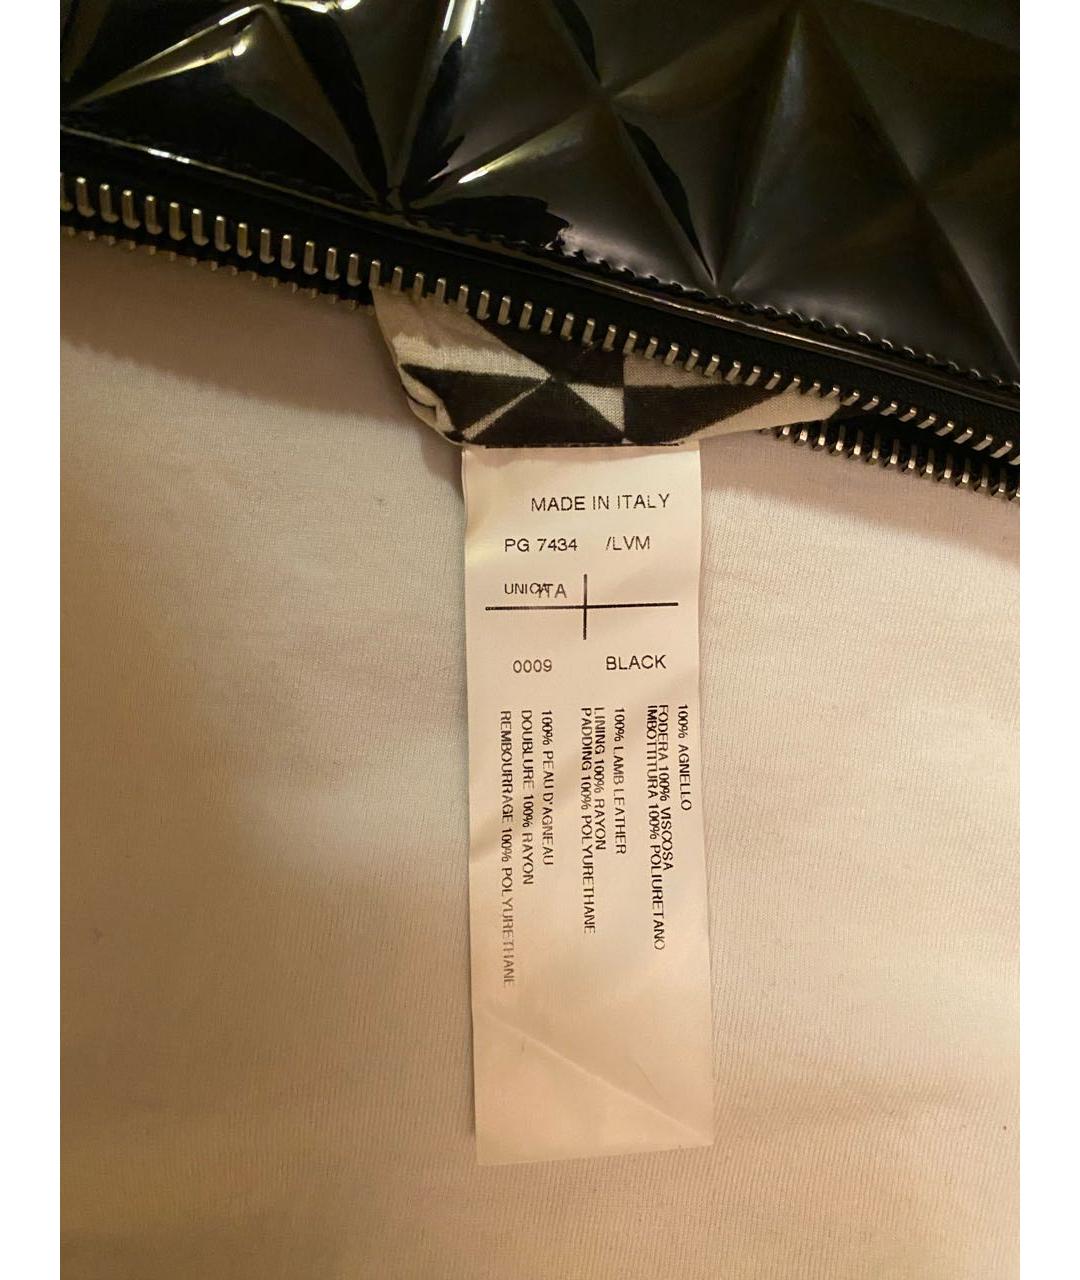 MADE IN ITALY
PG 7434 /LVM
UNICA ITA
0009 BLACK
100% AGNELLO
FODERA 100% VISCOSA
IMBOTTITURA 100% POLIURETANO
100% LAMB LEATHER
LINING 100% RAYON
PADDING 100% POLYURETHANE
100% PEAU D'AGNEAU
DOUBLURE 100% RAYON
REMBOURRAGE 100% POLYURETHANE